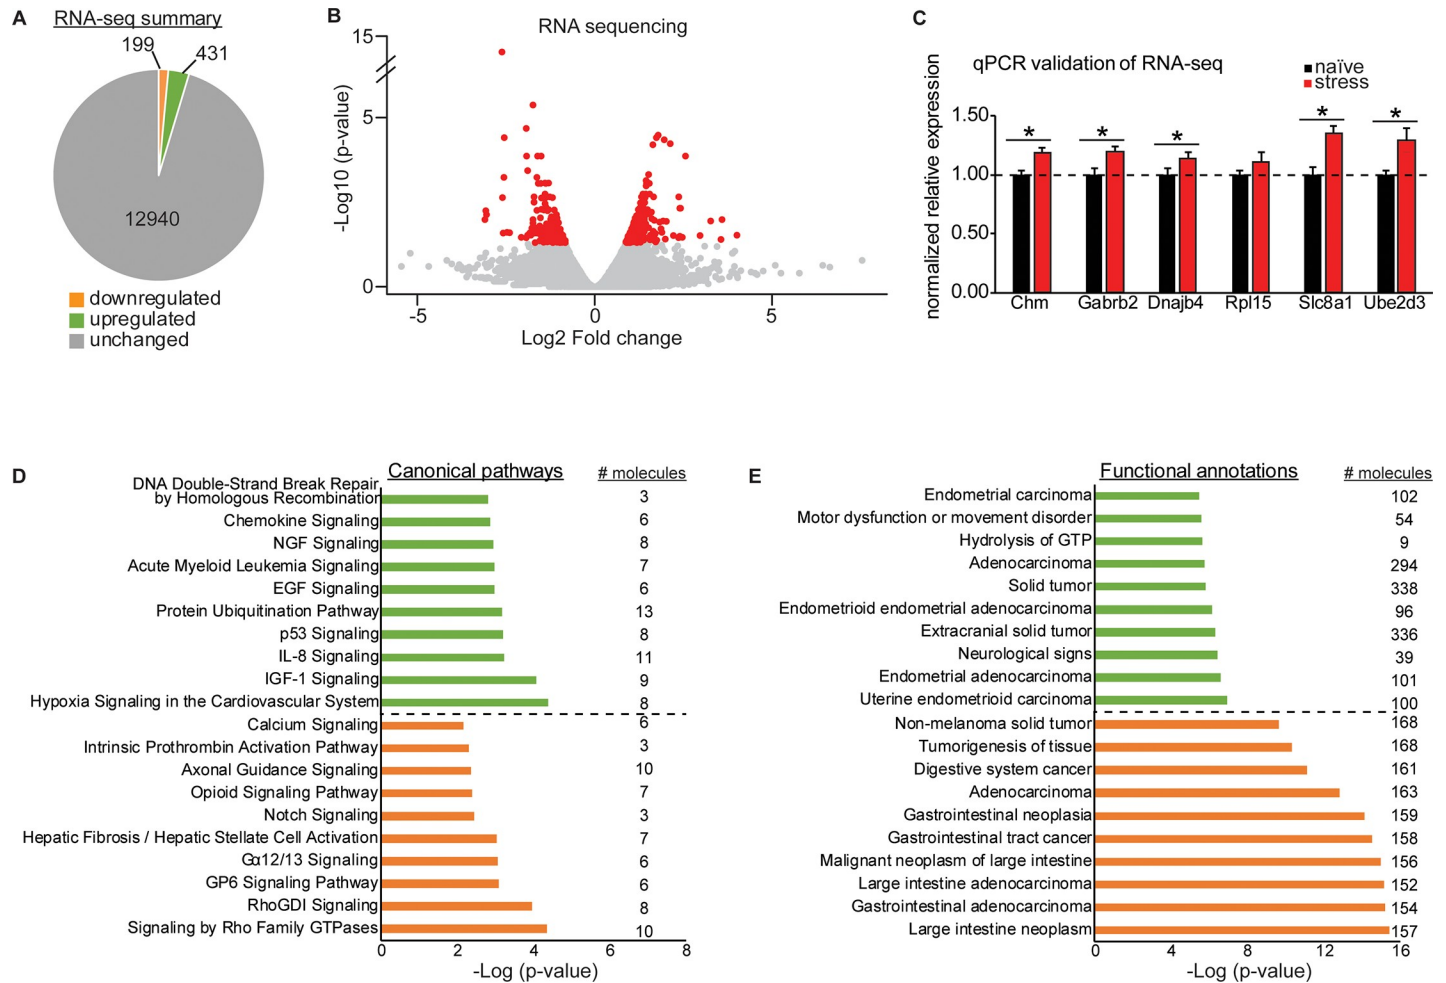 A
RNA-seq summary
199
431
12940
downregulated
upregulated
unchanged
B
RNA sequencing
15
5
0
-Log10 (p-value)
-5
0
5
Log2 Fold change
C
qPCR validation of RNA-seq
naïve
stress
normalized relative expression
1.50
1.00
0.50
0.00
*
*
*
*
*
Chm
Gabrb2
Dnajb4
Rpl15
Slc8a1
Ube2d3
D
Canonical pathways
# molecules
DNA Double-Strand Break Repair
by Homologous Recombination 3
Chemokine Signaling 6
NGF Signaling 8
Acute Myeloid Leukemia Signaling 7
EGF Signaling 6
Protein Ubiquitination Pathway 13
p53 Signaling 8
IL-8 Signaling 11
IGF-1 Signaling 9
Hypoxia Signaling in the Cardiovascular System 8
Calcium Signaling 6
Intrinsic Prothrombin Activation Pathway 3
Axonal Guidance Signaling 10
Opioid Signaling Pathway 7
Notch Signaling 3
Hepatic Fibrosis / Hepatic Stellate Cell Activation 7
Gα12/13 Signaling 6
GP6 Signaling Pathway 6
RhoGDI Signaling 8
Signaling by Rho Family GTPases 10
0 2 4 6 8
-Log (p-value)
E
Functional annotations
# molecules
Endometrial carcinoma 102
Motor dysfunction or movement disorder 54
Hydrolysis of GTP 9
Adenocarcinoma 294
Solid tumor 338
Endometrioid endometrial adenocarcinoma 96
Extracranial solid tumor 336
Neurological signs 39
Endometrial adenocarcinoma 101
Uterine endometrioid carcinoma 100
Non-melanoma solid tumor 168
Tumorigenesis of tissue 168
Digestive system cancer 161
Adenocarcinoma 163
Gastrointestinal neoplasia 159
Gastrointestinal tract cancer 158
Malignant neoplasm of large intestine 156
Large intestine adenocarcinoma 152
Gastrointestinal adenocarcinoma 154
Large intestine neoplasm 157
0 4 8 12 16
-Log (p-value)